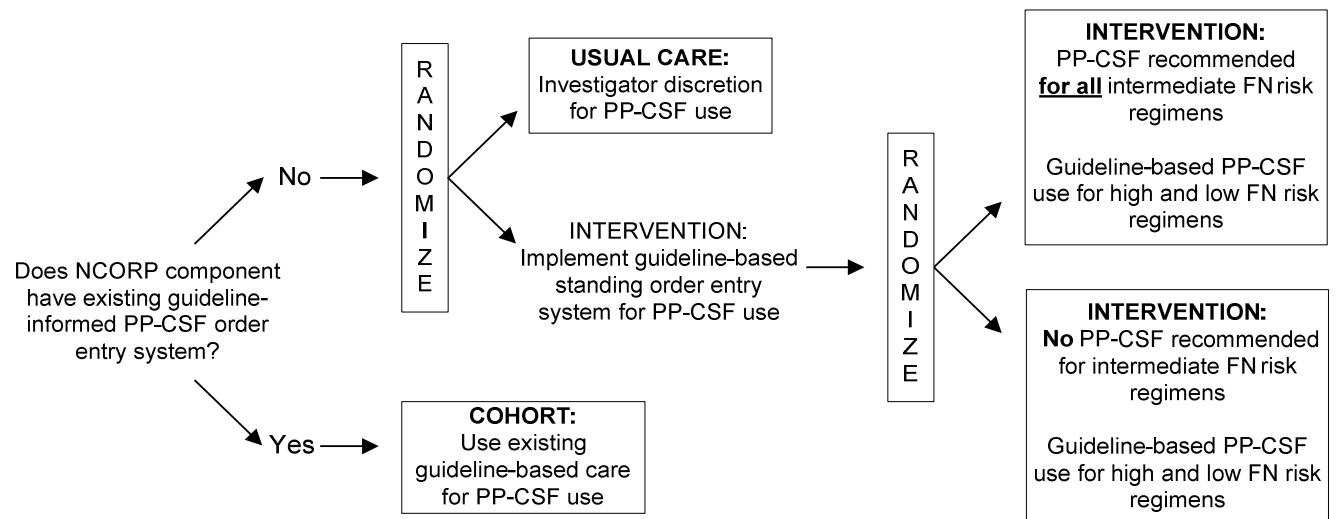 Does NCORP component
have existing guideline-
informed PP-CSF order
entry system?
No
RANDOMIZE
USUAL CARE:
Investigator discretion
for PP-CSF use
INTERVENTION:
Implement guideline-based
standing order entry
system for PP-CSF use
RANDOMIZE
INTERVENTION:
PP-CSF recommended
for all intermediate FN risk
regimens
Guideline-based PP-CSF
use for high and low FN risk
regimens
INTERVENTION:
No PP-CSF recommended
for intermediate FN risk
regimens
Guideline-based PP-CSF
use for high and low FN risk
regimens
Yes
COHORT:
Use existing
guideline-based care
for PP-CSF use